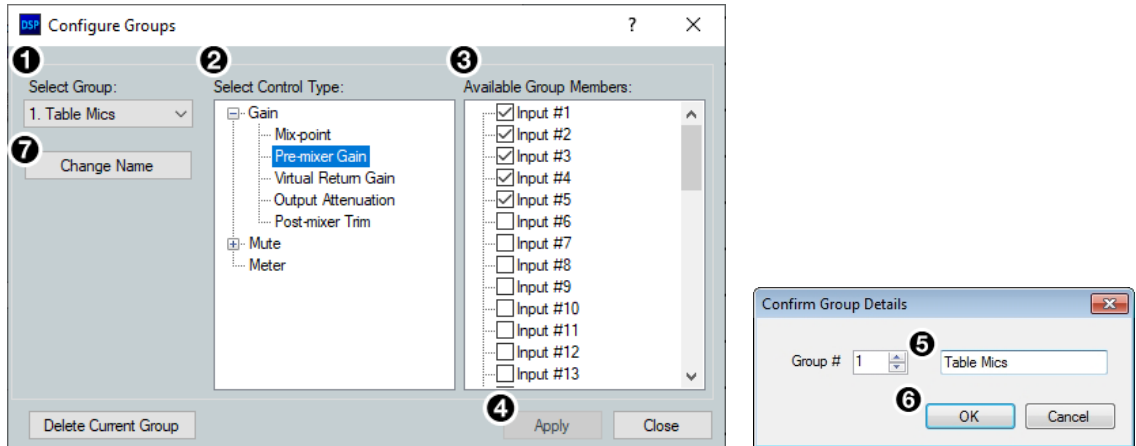 DSP Configure Groups ?
1 2 3
Select Group: Select Control Type: Available Group Members:
1. Table Mics
7
Change Name
Gain
Mix-point
Pre-mixer Gain
Virtual Return Gain
Output Attenuation
Post-mixer Trim
Mute
Meter
Input #1
Input #2
Input #3
Input #4
Input #5
Input #6
Input #7
Input #8
Input #9
Input #10
Input #11
Input #12
Input #13
4
Delete Current Group Apply Close
Confirm Group Details
5
Group # 1 Table Mics
6
OK Cancel